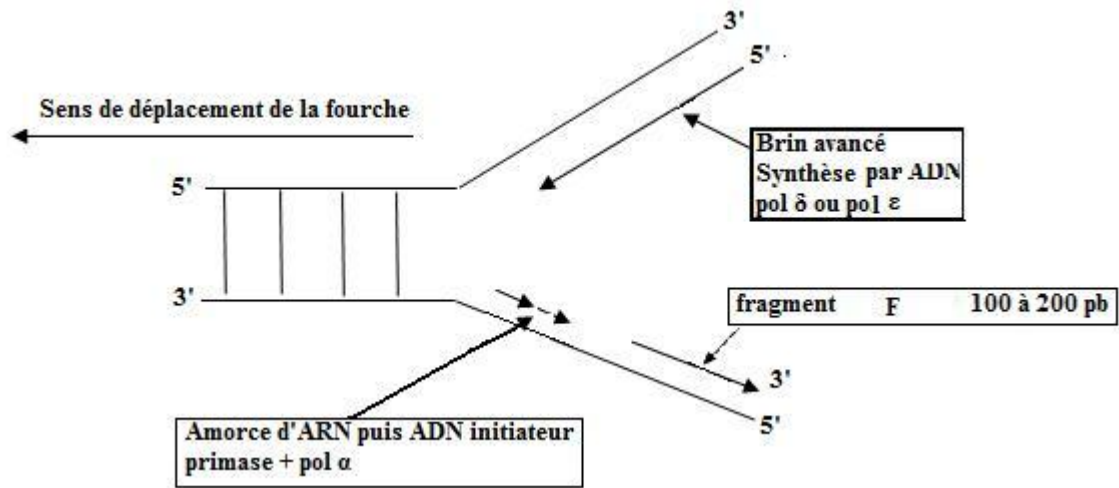 3'
5'
Sens de déplacement de la fourche
Brin avancé
Synthèse par ADN
pol δ ou pol ε
5'
3'
fragment F 100 à 200 pb
3'
5'
Amorce d'ARN puis ADN initiateur
primase + pol α